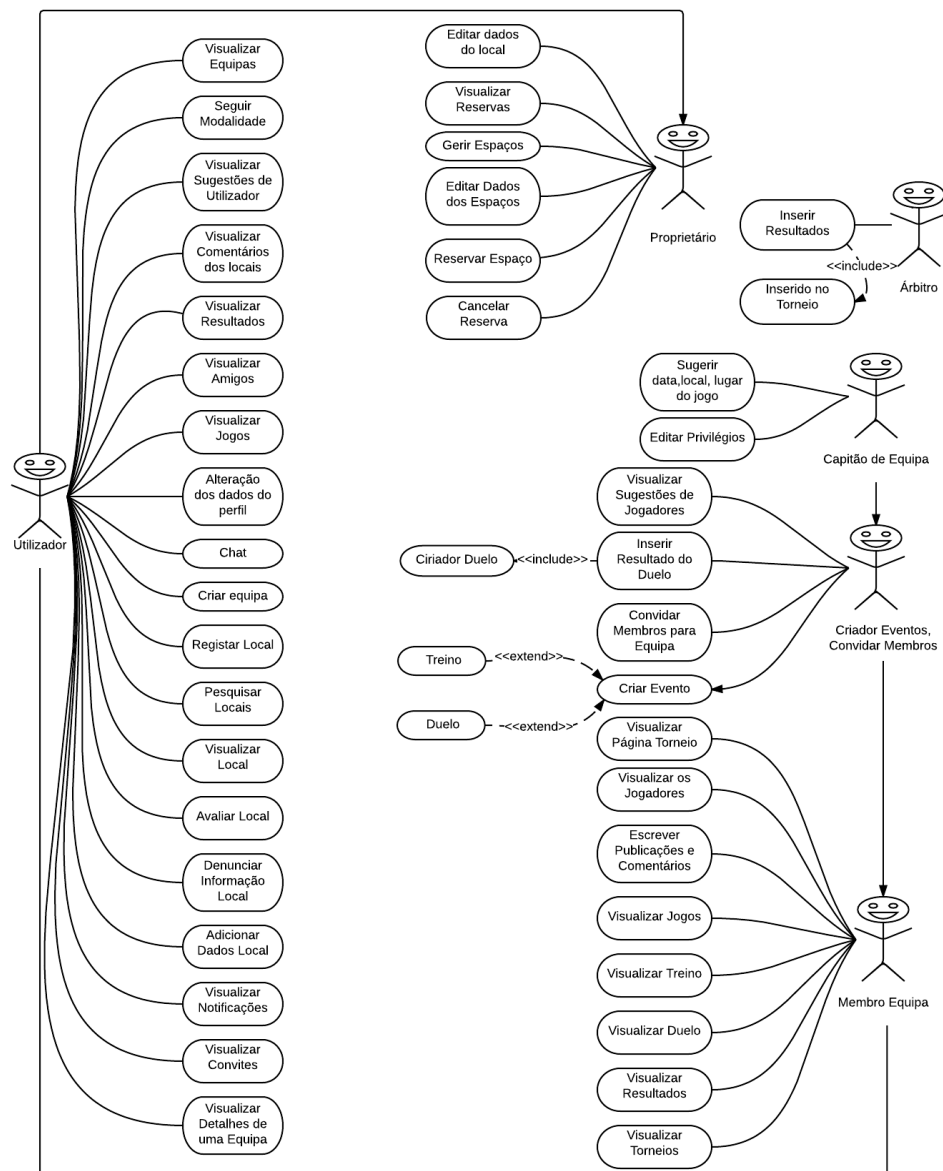 Visualizar
Equipas
Seguir
Modalidade
Visualizar
Sugestões de
Utilizador
Visualizar
Comentários
dos locais
Visualizar
Resultados
Visualizar
Amigos
Visualizar
Jogos
Alteração
dos dados do
perfil
Chat
Criar equipa
Registar Local
Pesquisar
Locais
Visualizar
Local
Avaliar Local
Denunciar
Informação
Local
Adicionar
Dados Local
Visualizar
Notificações
Visualizar
Convites
Visualizar
Detalhes de
uma Equipa
Utilizador
Editar dados
do local
Visualizar
Reservas
Gerir Espaços
Editar Dados
dos Espaços
Reservar Espaço
Cancelar
Reserva
Proprietário
Inserir
Resultados
<<include>>
Inserido no
Torneio
Árbitro
Sugerir
data,local, lugar
do jogo
Editar Privilégios
Capitão de Equipa
Visualizar
Sugestões de
Jogadores
Ciriador Duelo
<<include>>
Inserir
Resultado do
Duelo
Convidar
Membros para
Equipa
Criador Eventos,
Convidar Membros
Treino
<<extend>>
Criar Evento
Duelo
<<extend>>
Visualizar
Página Torneio
Visualizar os
Jogadores
Escrever
Publicações e
Comentários
Visualizar Jogos
Visualizar Treino
Visualizar Duelo
Visualizar
Resultados
Visualizar
Torneios
Membro Equipa